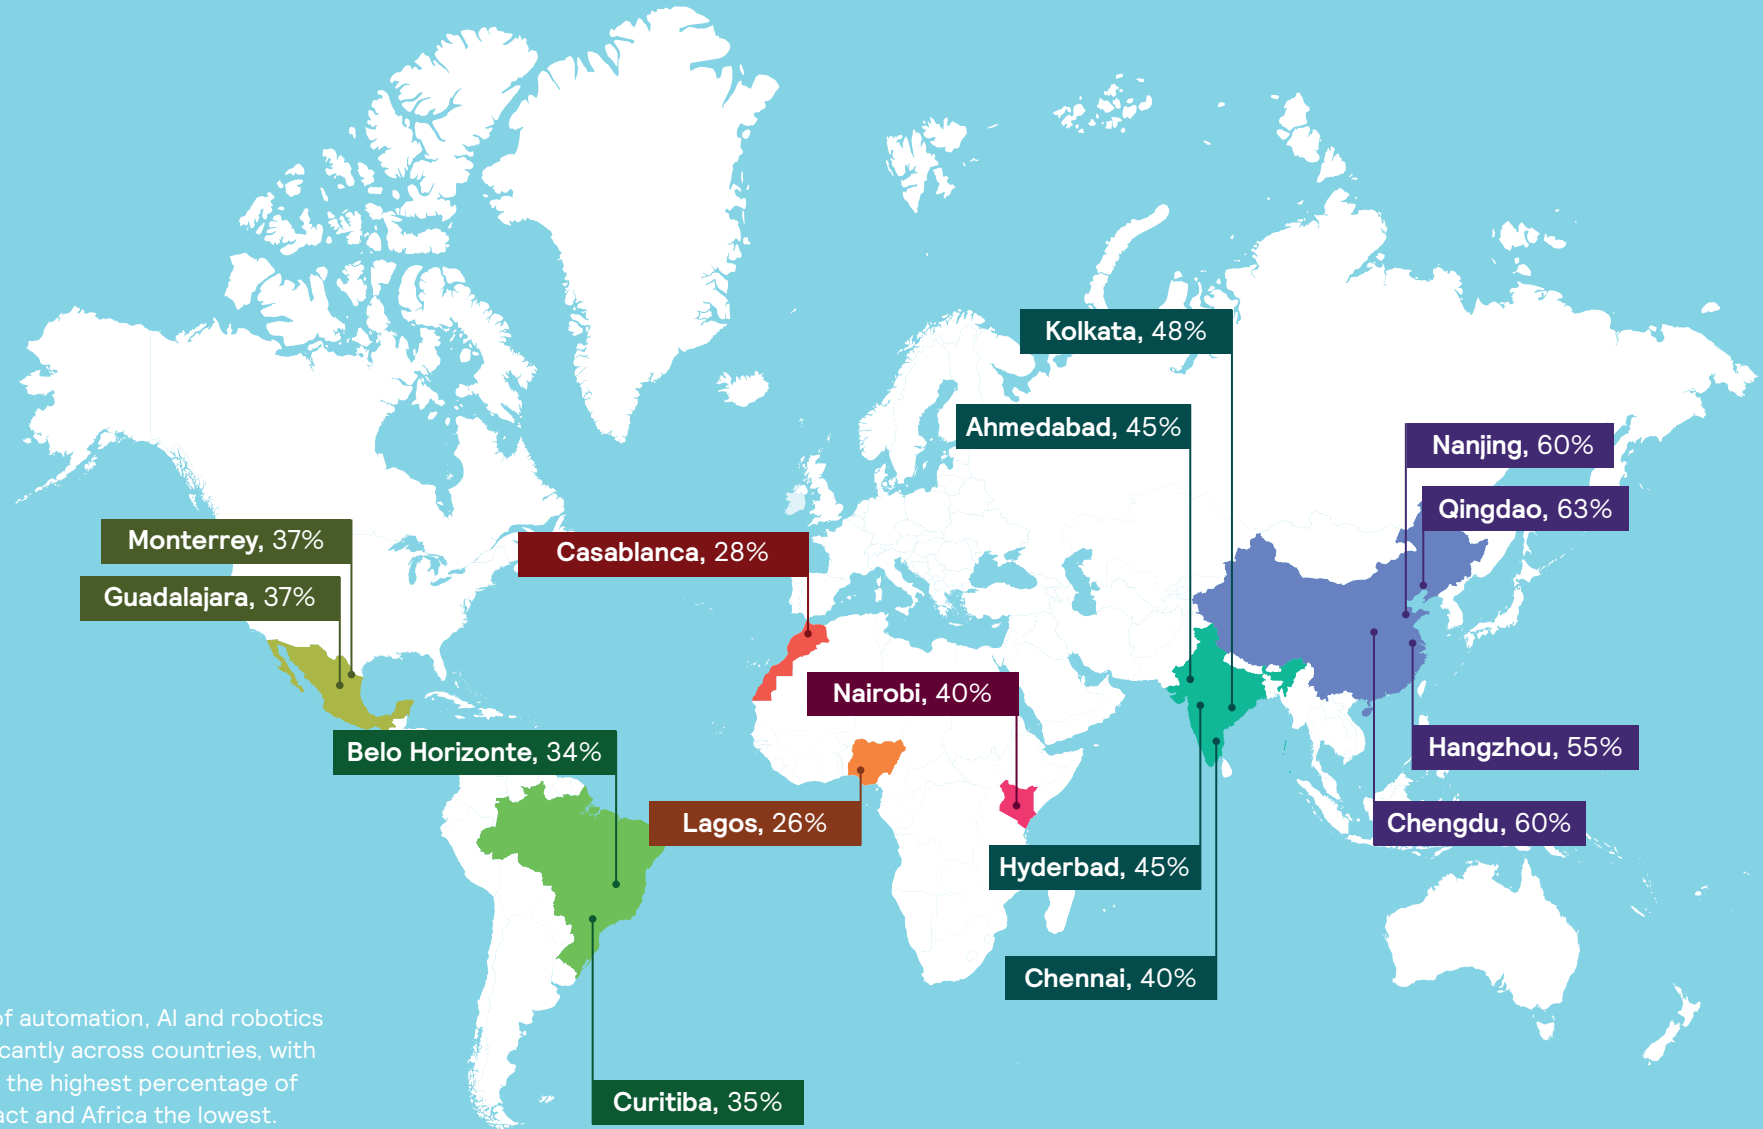 Kolkata, 48%
Ahmedabad, 45%
Nanjing, 60%
Qingdao, 63%
Monterrey, 37%
Casablanca, 28%
Guadalajara, 37%
Nairobi, 40%
Belo Horizonte, 34%
Hangzhou, 55%
Lagos, 26%
Chengdu, 60%
Hyderbad, 45%
Chennai, 40%
of automation, AI and robotics
cantly across countries, with
the highest percentage of
act and Africa the lowest.
Curitiba, 35%